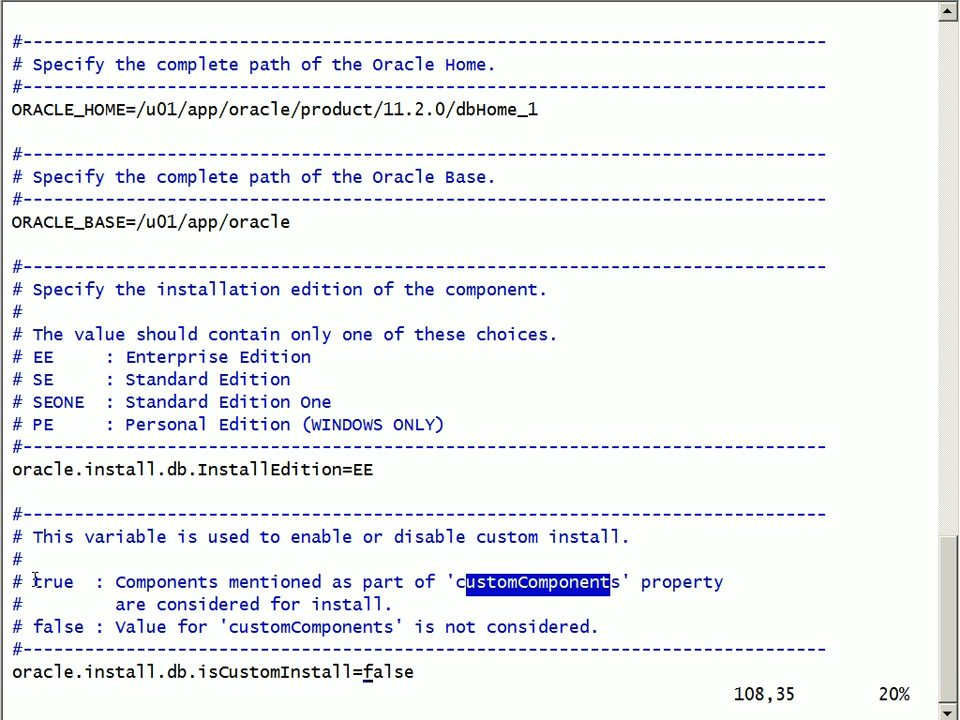 #------------------------------------------------------------------------------
# Specify the complete path of the Oracle Home.
#------------------------------------------------------------------------------
ORACLE_HOME=/u01/app/oracle/product/11.2.0/dbHome_1
#------------------------------------------------------------------------------
# Specify the complete path of the Oracle Base.
#------------------------------------------------------------------------------
ORACLE_BASE=/u01/app/oracle
#------------------------------------------------------------------------------
# Specify the installation edition of the component.
#
# The value should contain only one of these choices.
# EE     : Enterprise Edition
# SE     : Standard Edition
# SEONE  : Standard Edition One
# PE     : Personal Edition (WINDOWS ONLY)
#------------------------------------------------------------------------------
oracle.install.db.InstallEdition=EE
#------------------------------------------------------------------------------
# This variable is used to enable or disable custom install.
#
# true  : Components mentioned as part of 'customComponents' property
#         are considered for install.
# false : Value for 'customComponents' is not considered.
#------------------------------------------------------------------------------
oracle.install.db.isCustomInstall=false
108,35        20%